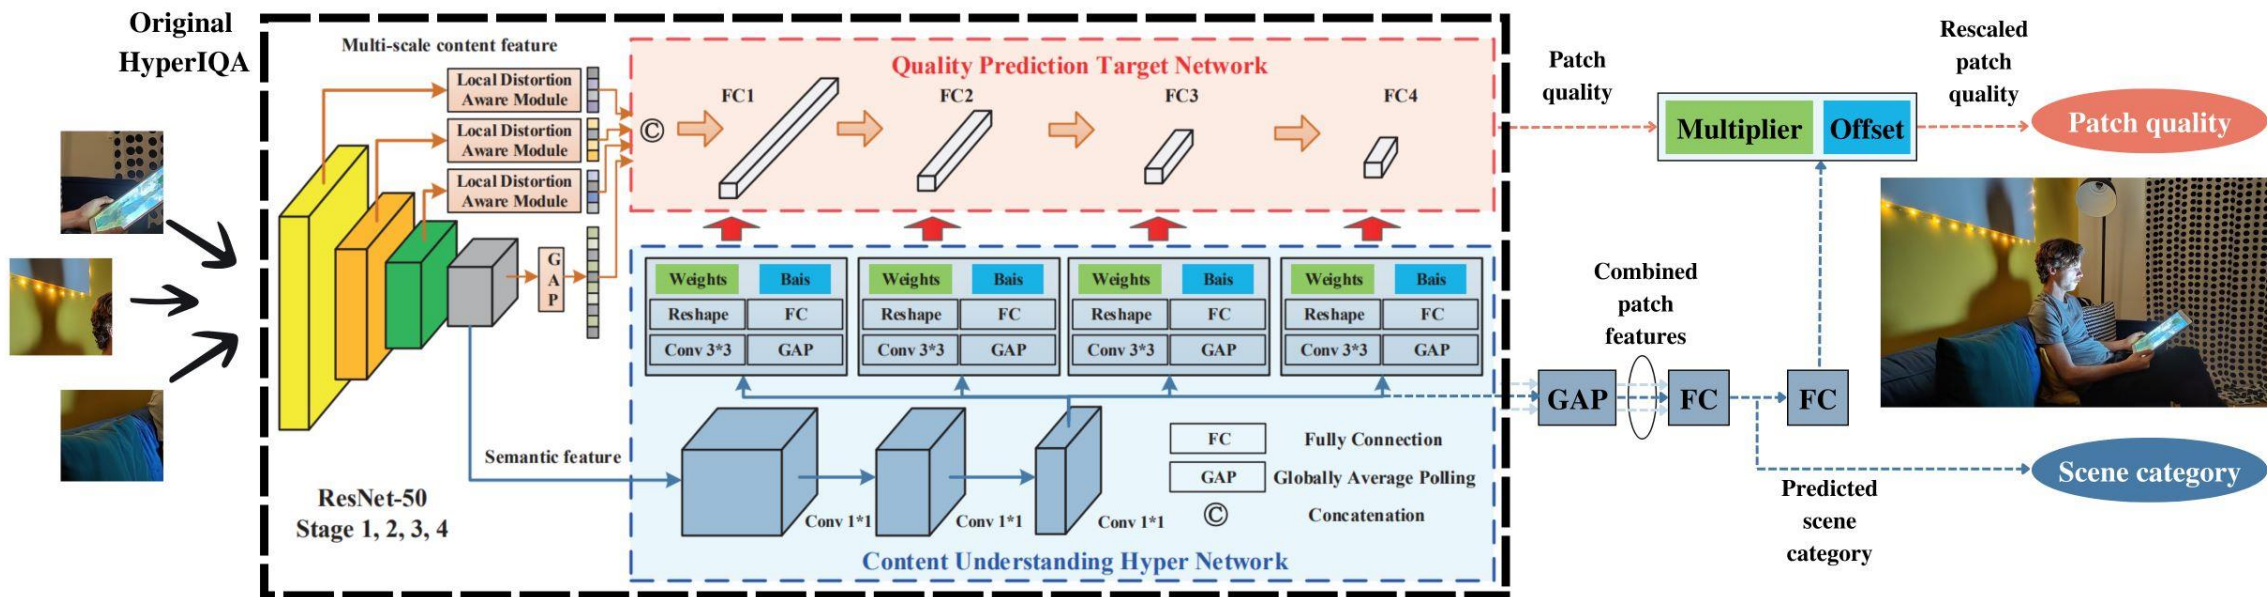 Original
HyperIQA
Multi-scale content feature
Local Distortion
Aware Module
Local Distortion
Aware Module
Local Distortion
Aware Module
G
A
P
ResNet-50
Stage 1, 2, 3, 4
Semantic feature
Quality Prediction Target Network
©
FC1
FC2
FC3
FC4
Weights Bais
Reshape FC
Conv 3*3 GAP
Weights Bais
Reshape FC
Conv 3*3 GAP
Weights Bais
Reshape FC
Conv 3*3 GAP
Weights Bais
Reshape FC
Conv 3*3 GAP
Conv 1*1
Conv 1*1
Conv 1*1
FC Fully Connection
GAP Globally Average Polling
© Concatenation
Content Understanding Hyper Network
Patch
quality
Multiplier Offset
Rescaled
patch
quality
Patch quality
Combined
patch
features
GAP
FC
FC
Predicted
scene
category
Scene category